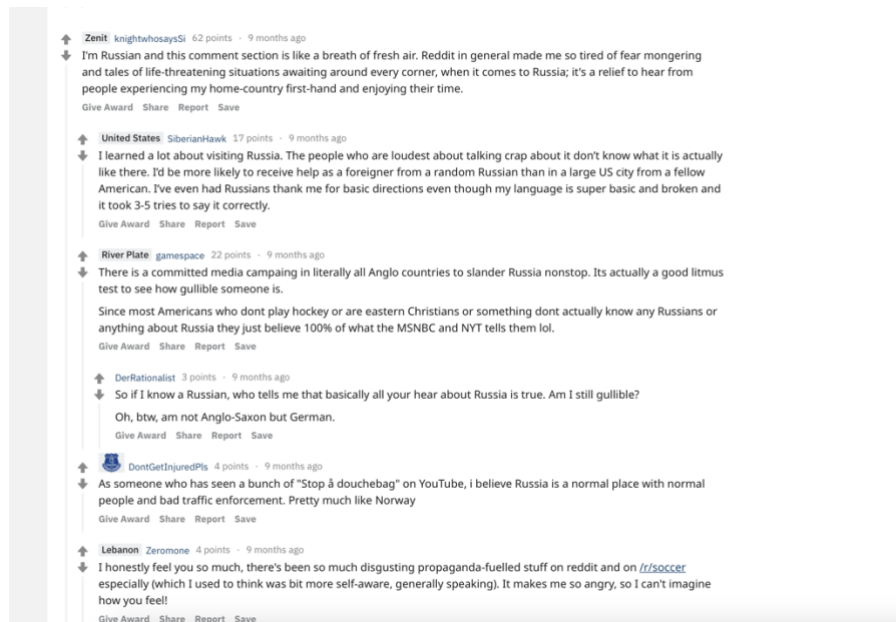 Zenit knightwhosaysSi 62 points · 9 months ago
I'm Russian and this comment section is like a breath of fresh air. Reddit in general made me so tired of fear mongering
and tales of life-threatening situations awaiting around every corner, when it comes to Russia; it's a relief to hear from
people experiencing my home-country first-hand and enjoying their time.
Give Award Share Report Save
United States SiberianHawk 17 points · 9 months ago
I learned a lot about visiting Russia. The people who are loudest about talking crap about it don't know what it is actually
like there. I'd be more likely to receive help as a foreigner from a random Russian than in a large US city from a fellow
American. I've even had Russians thank me for basic directions even though my language is super basic and broken and
it took 3-5 tries to say it correctly.
Give Award Share Report Save
River Plate gamespace 22 points · 9 months ago
There is a committed media campaing in literally all Anglo countries to slander Russia nonstop. Its actually a good litmus
test to see how gullible someone is.
Since most Americans who dont play hockey or are eastern Christians or something dont actually know any Russians or
anything about Russia they just believe 100% of what the MSNBC and NYT tells them lol.
Give Award Share Report Save
DerRationalist 3 points · 9 months ago
So if I know a Russian, who tells me that basically all your hear about Russia is true. Am I still gullible?
Oh, btw, am not Anglo-Saxon but German.
Give Award Share Report Save
DontGetInjuredPls 4 points · 9 months ago
As someone who has seen a bunch of "Stop å douchebag" on YouTube, i believe Russia is a normal place with normal
people and bad traffic enforcement. Pretty much like Norway
Give Award Share Report Save
Lebanon Zeromone 4 points · 9 months ago
I honestly feel you so much, there's been so much disgusting propaganda-fuelled stuff on reddit and on /r/soccer
especially (which I used to think was bit more self-aware, generally speaking). It makes me so angry, so I can't imagine
how you feel!
Give Award Share Report Save